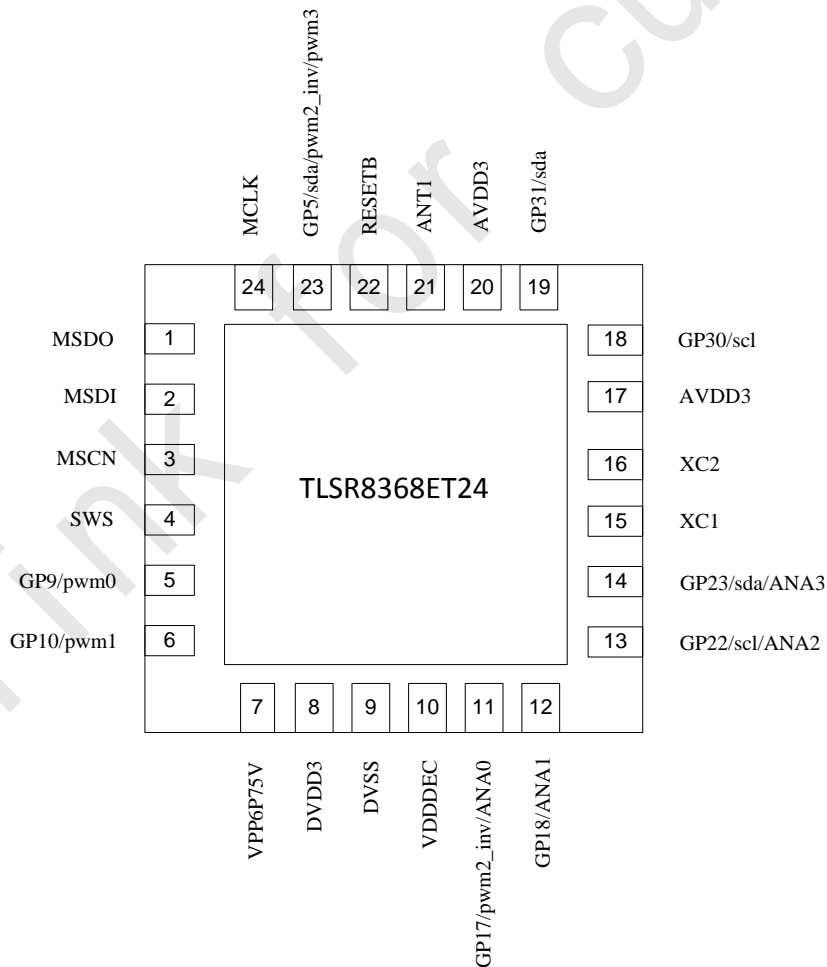 MCLK
GP5/sda/pwm2_inv/pwm3
RESETB
ANT1
AVDD3
GP31/sda
24
23
22
21
20
19
MSDO 1
MSDI 2
MSCN 3
SWS 4
GP9/pwm0 5
GP10/pwm1 6
TLSR8368ET24
18 GP30/scl
17 AVDD3
16 XC2
15 XC1
14 GP23/sda/ANA3
13 GP22/scl/ANA2
7
8
9
10
11
12
VPP6P75V
DVDD3
DVSS
VDDDEC
GP17/pwm2_inv/ANA0
GP18/ANA1
ink for cu